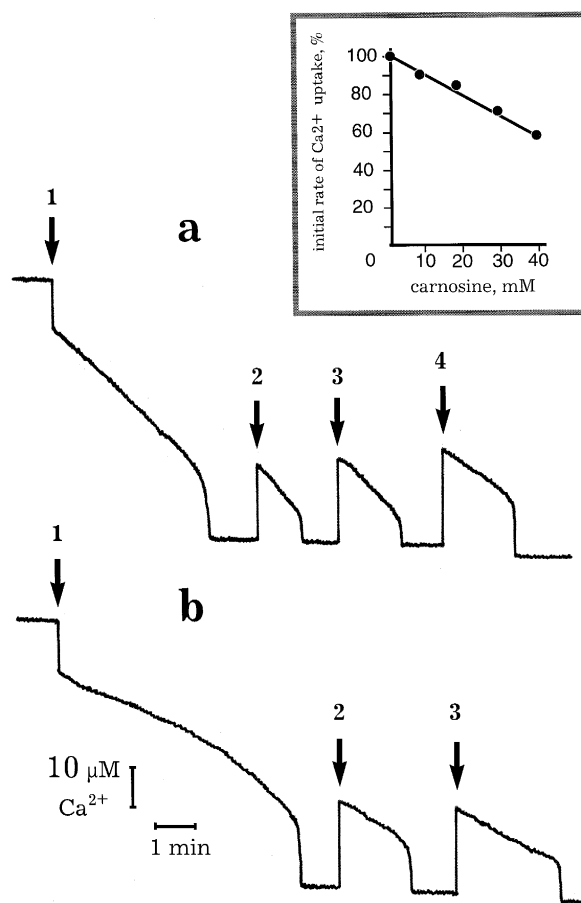 initial rate of Ca2+ uptake, %
100
80
60
40
20
0 10 20 30 40
carnosine, mM
1
a
2 3 4
1
b
2 3
10 µM
Ca²⁺
1 min